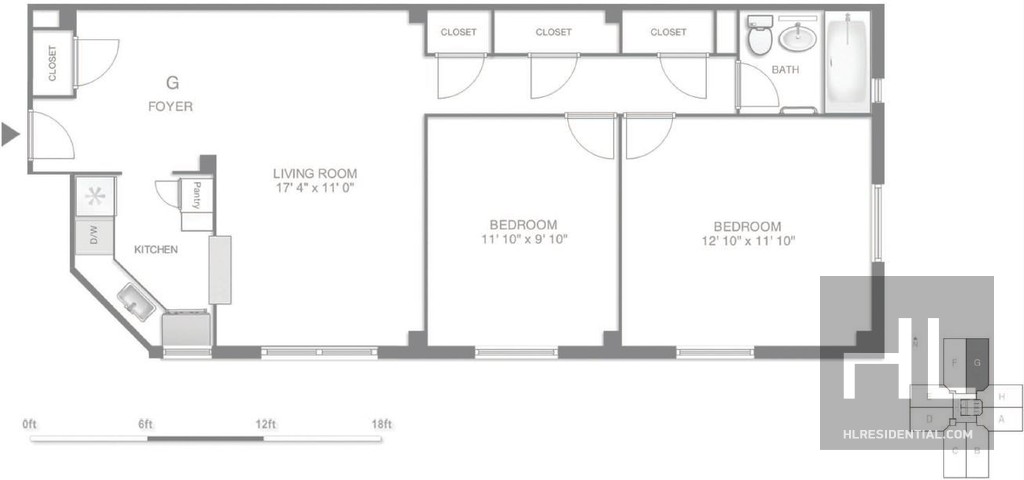 CLOSET
CLOSET
CLOSET
CLOSET
G
FOYER
BATH
LIVING ROOM
17' 4" x 11' 0"
Pantry
D/W
KITCHEN
BEDROOM
11' 10" x 9' 10"
BEDROOM
12' 10" x 11' 10"
0ft
6ft
12ft
18ft
HL
N
F
G
H
D
A
C
B
HLRESIDENTIAL.COM